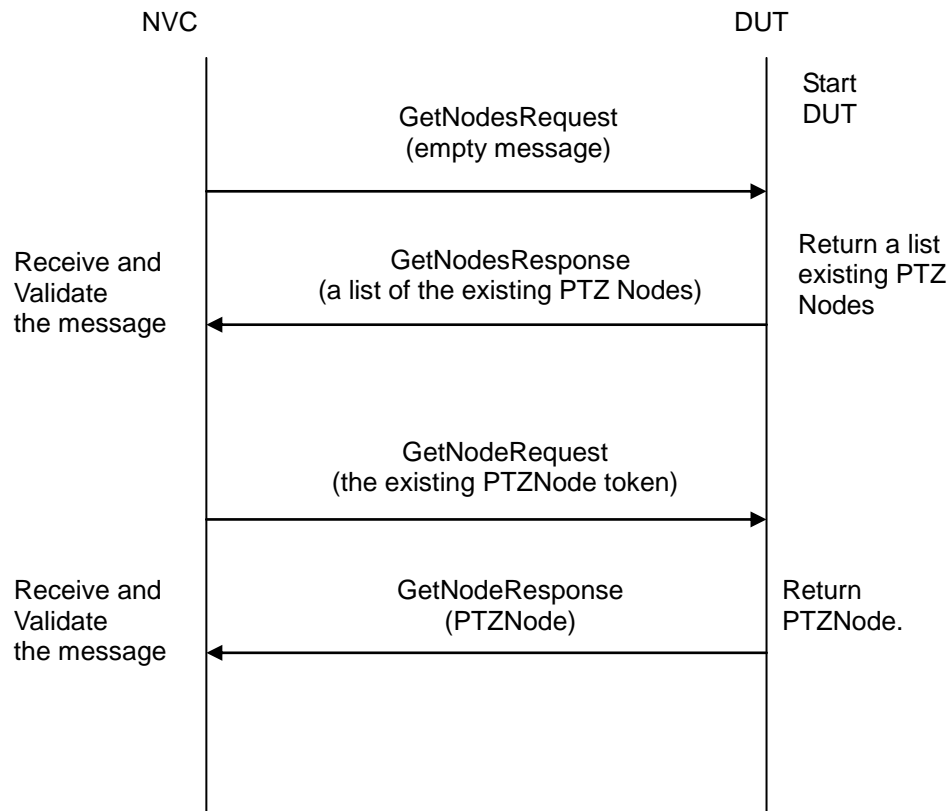 NVC
DUT
Start
DUT
GetNodesRequest
(empty message)
Receive and
Validate
the message
GetNodesResponse
(a list of the existing PTZ Nodes)
Return a list
existing PTZ
Nodes
GetNodeRequest
(the existing PTZNode token)
Receive and
Validate
the message
GetNodeResponse
(PTZNode)
Return
PTZNode.